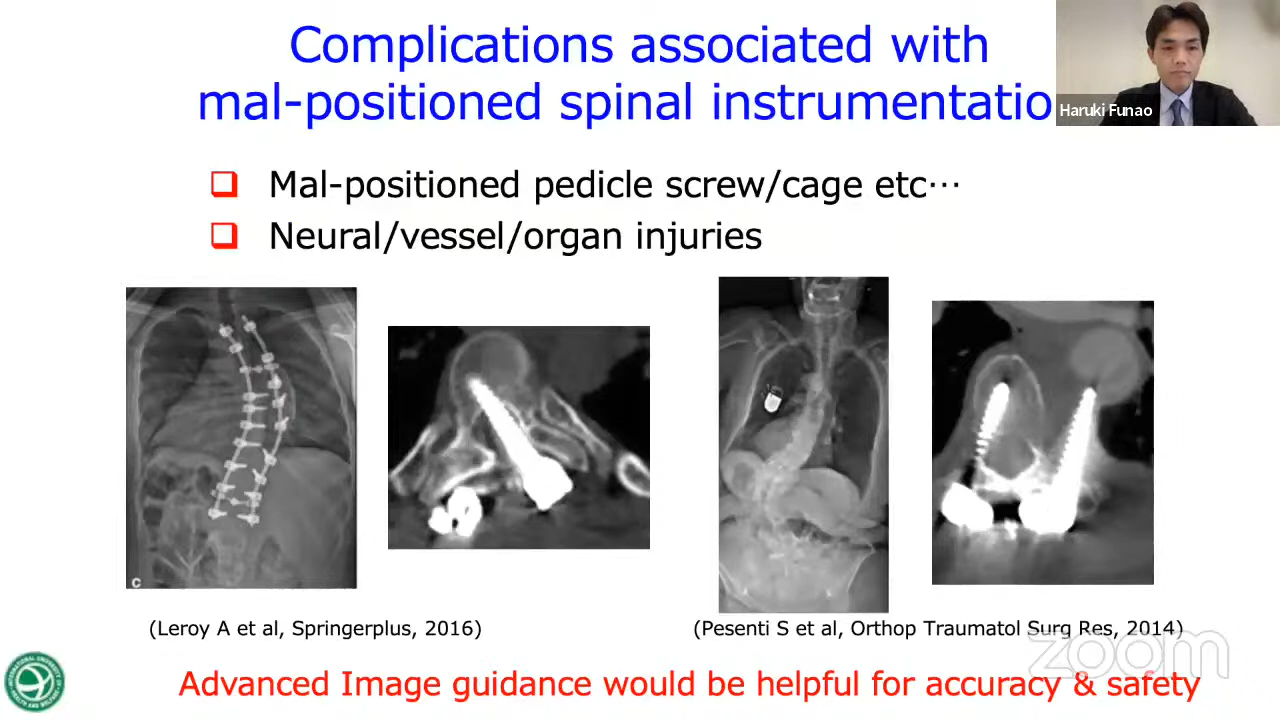 Complications associated with
mal-positioned spinal instrumentatio
Haruki Funao
❑ Mal-positioned pedicle screw/cage etc⋯
❑ Neural/vessel/organ injuries
C
(Leroy A et al, Springerplus, 2016)
(Pesenti S et al, Orthop Traumatol Surg Res, 2014)
zoom
Advanced Image guidance would be helpful for accuracy & safety